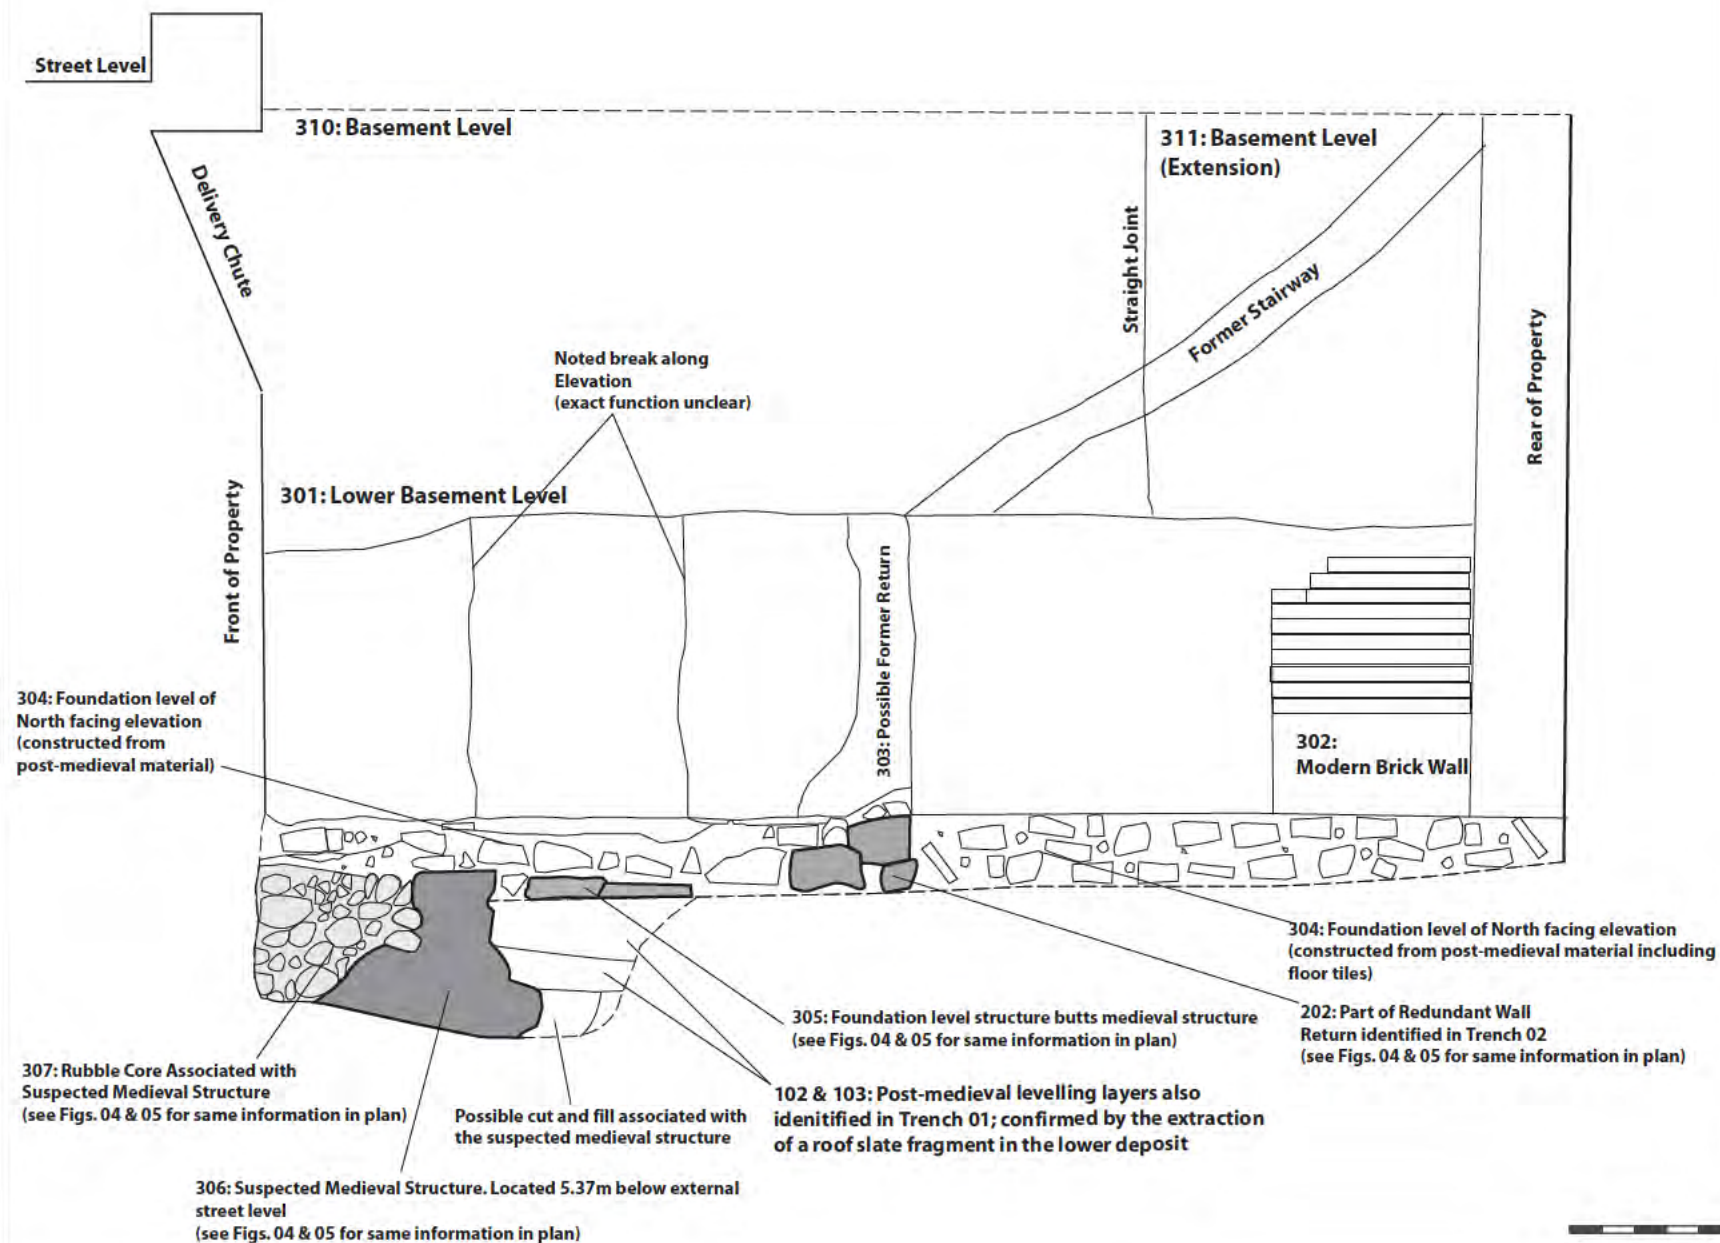 Street Level
310: Basement Level
311: Basement Level
(Extension)
Delivery Chute
Straight Joint
Former Stairway
Rear of Property
Noted break along
Elevation
(exact function unclear)
301: Lower Basement Level
Front of Property
303: Possible Former Return
304: Foundation level of
North facing elevation
(constructed from
post-medieval material)
302:
Modern Brick Wall
304: Foundation level of North facing elevation
(constructed from post-medieval material including
floor tiles)
202: Part of Redundant Wall
Return identified in Trench 02
(see Figs. 04 & 05 for same information in plan)
305: Foundation level structure butts medieval structure
(see Figs. 04 & 05 for same information in plan)
307: Rubble Core Associated with
Suspected Medieval Structure
(see Figs. 04 & 05 for same information in plan)
Possible cut and fill associated with
the suspected medieval structure
102 & 103: Post-medieval levelling layers also
idenitified in Trench 01; confirmed by the extraction
of a roof slate fragment in the lower deposit
306: Suspected Medieval Structure. Located 5.37m below external
street level
(see Figs. 04 & 05 for same information in plan)